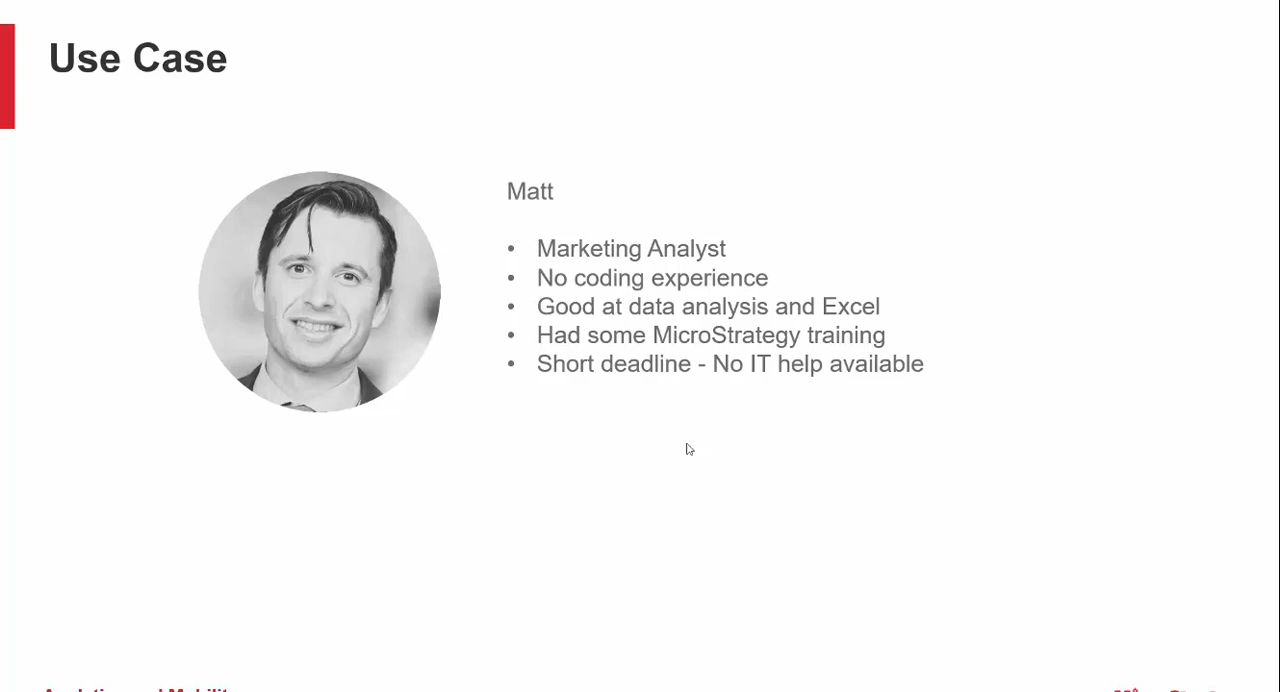 Use Case
Matt
• Marketing Analyst
• No coding experience
• Good at data analysis and Excel
• Had some MicroStrategy training
• Short deadline - No IT help available